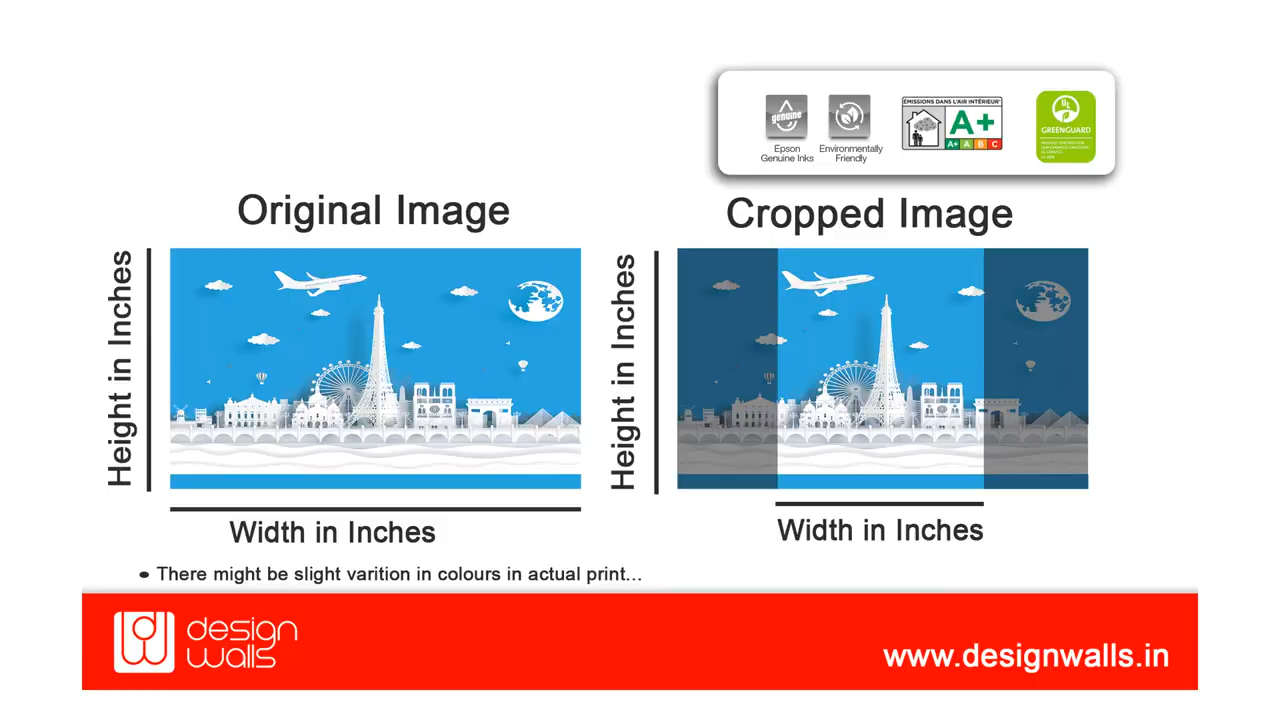 genuine
Epson
Genuine Inks
Environmentally
Friendly
ÉMISSIONS DANS L'AIR INTÉRIEUR*
A+
A+ A B C
UL
GREENGUARD
Original Image
Cropped Image
Height in Inches
Height in Inches
Width in Inches
Width in Inches
• There might be slight varition in colours in actual print...
design
walls
www.designwalls.in